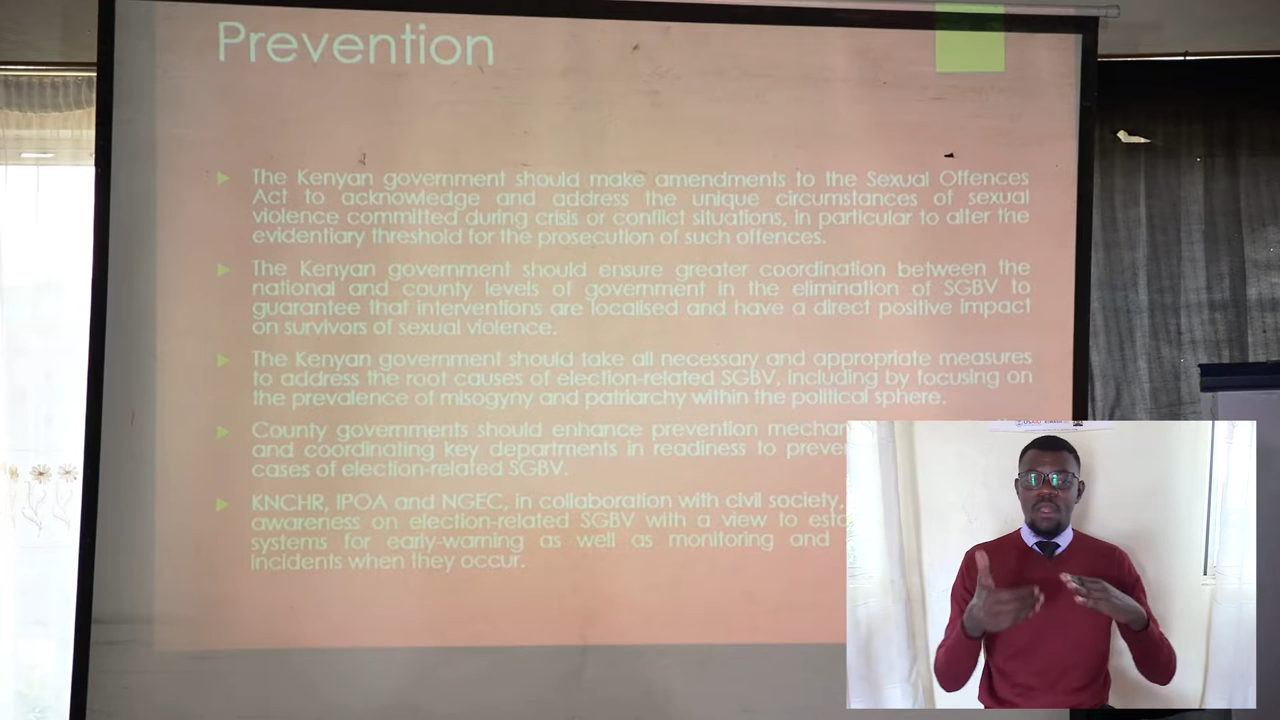 Prevention
The Kenyan government should make amendments to the Sexual Offences
Act to acknowledge and address the unique circumstances of sexual
violence committed during crisis or conflict situations, in particular to alter the
evidentiary threshold for the prosecution of such offences.
The Kenyan government should ensure greater coordination between the
national and county levels of government in the elimination of SGBV to
guarantee that interventions are localised and have a direct positive impact
on survivors of sexual violence.
The Kenyan government should take all necessary and appropriate measures
to address the root causes of election-related SGBV, including by focusing on
the prevalence of misogyny and patriarchy within the political sphere.
County governments should enhance prevention
and coordinating key departments in readiness to
cases of election-related SGBV.
KNCHR, IPOA and NGEC, in collaboration with civil society,
awareness on election-related SGBV with a view to
systems for early-warning as well as monitoring and
incidents when they occur.
USAID